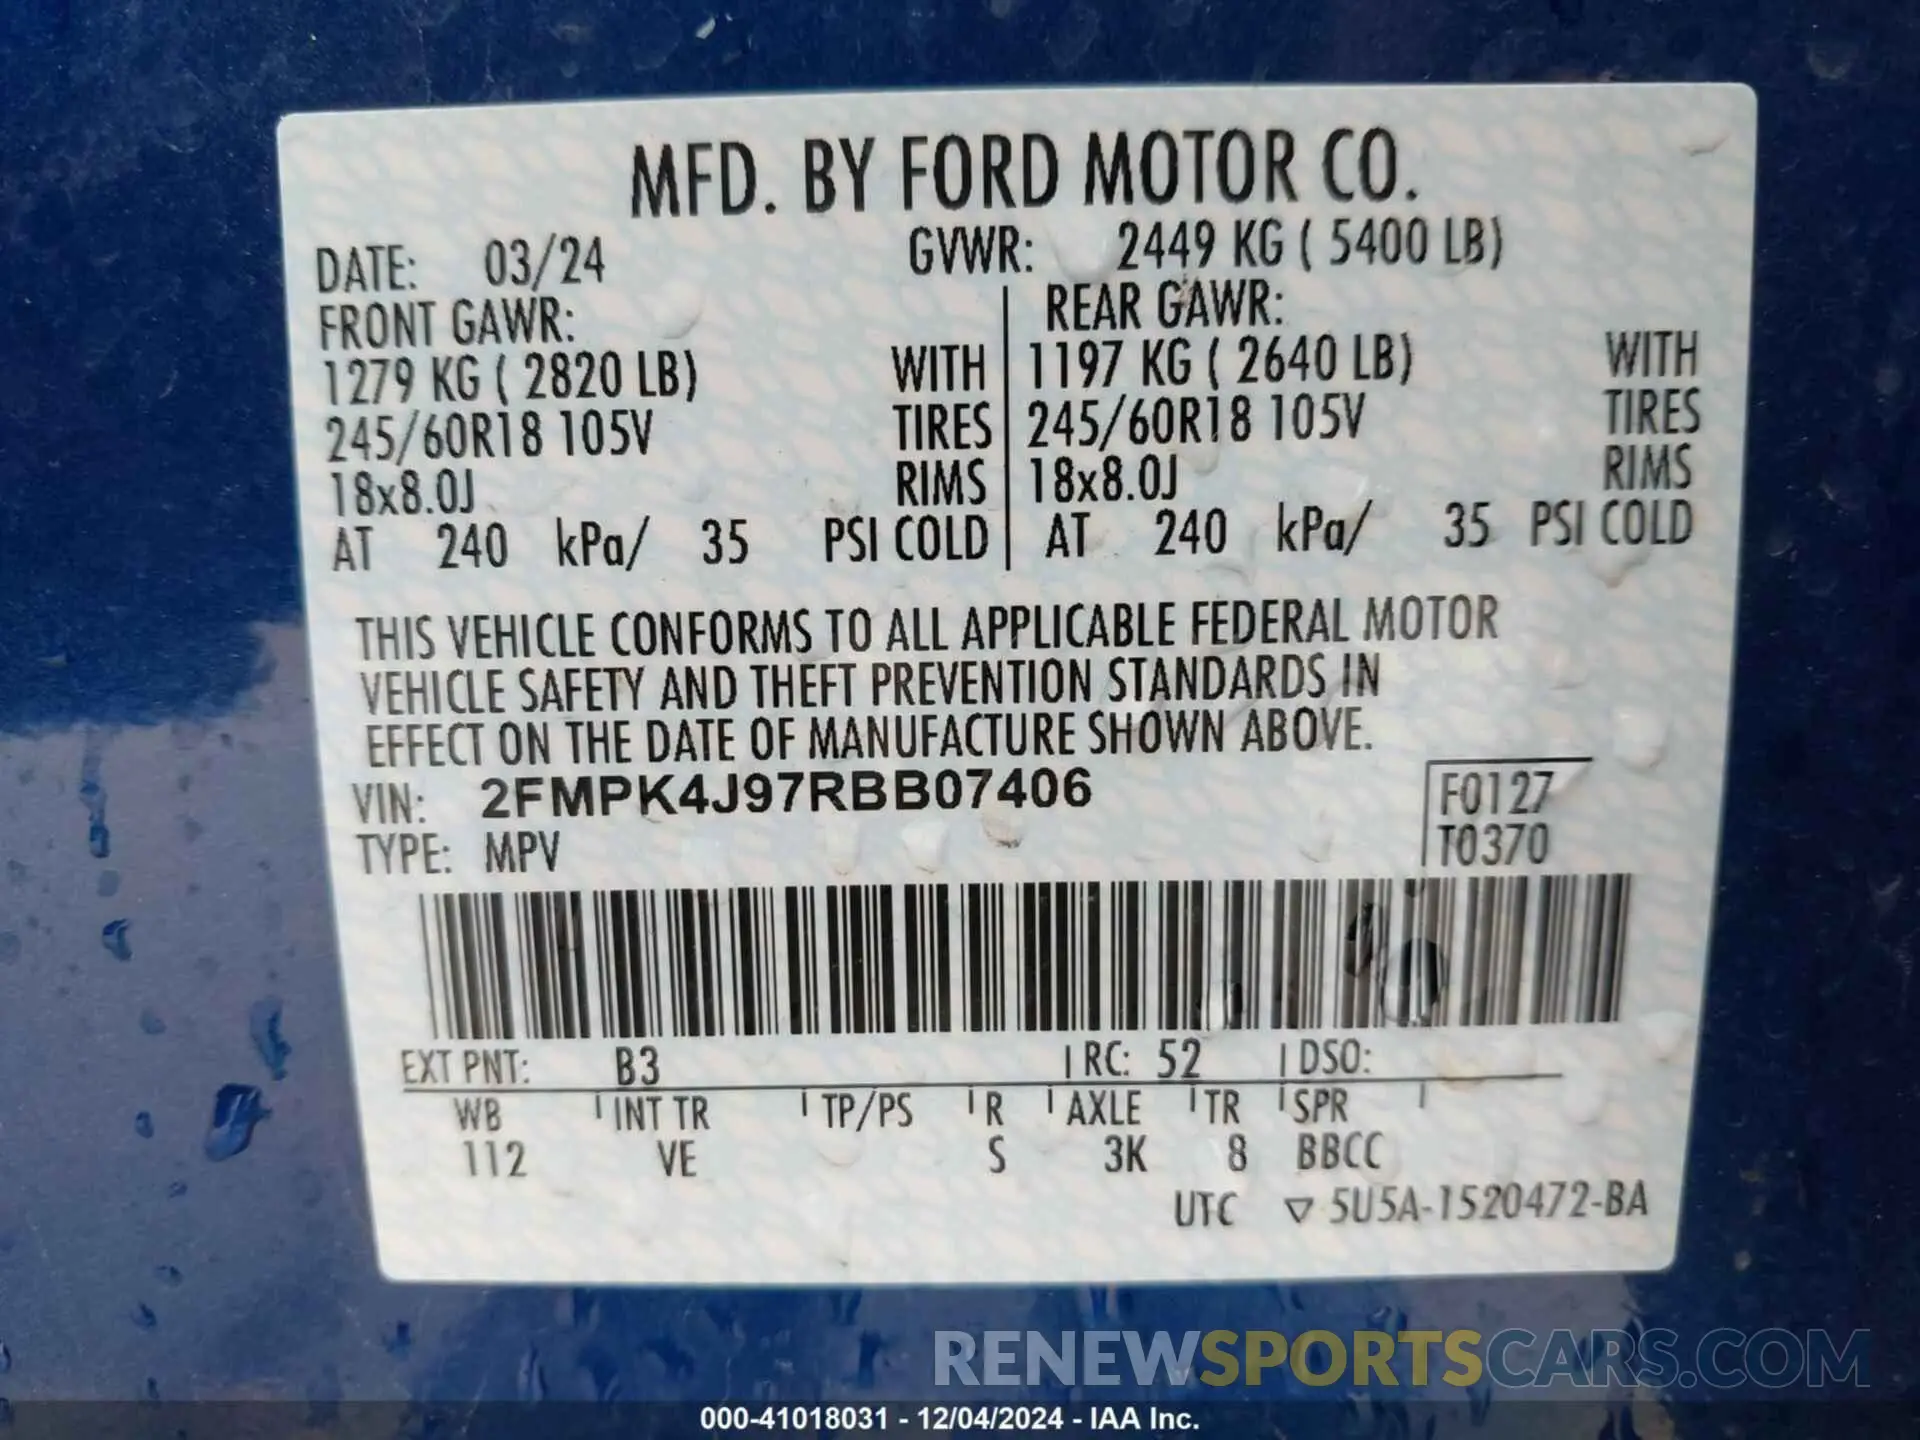 MFD. BY FORD MOTOR CO.
DATE: 03/24 GVWR: 2449 KG ( 5400 LB)
FRONT GAWR: REAR GAWR:
1279 KG ( 2820 LB) WITH 1197 KG ( 2640 LB) WITH
245/60R18 105V TIRES 245/60R18 105V TIRES
18x8.0J RIMS 18x8.0J RIMS
AT 240 kPa/ 35 PSI COLD AT 240 kPa/ 35 PSI COLD
THIS VEHICLE CONFORMS TO ALL APPLICABLE FEDERAL MOTOR
VEHICLE SAFETY AND THEFT PREVENTION STANDARDS IN
EFFECT ON THE DATE OF MANUFACTURE SHOWN ABOVE.
VIN: 2FMPK4J97RBB07406 F0127
TYPE: MPV T0370
EXT PNT: B3 RC: 52 DSO:
WB INT TR TP/PS R AXLE TR SPR
112 VE S 3K 8 BBCC
UTC ▽ 5U5A-1520472-BA
RENEWSPORTSCARS.COM
000-41018031 - 12/04/2024 - IAA Inc.